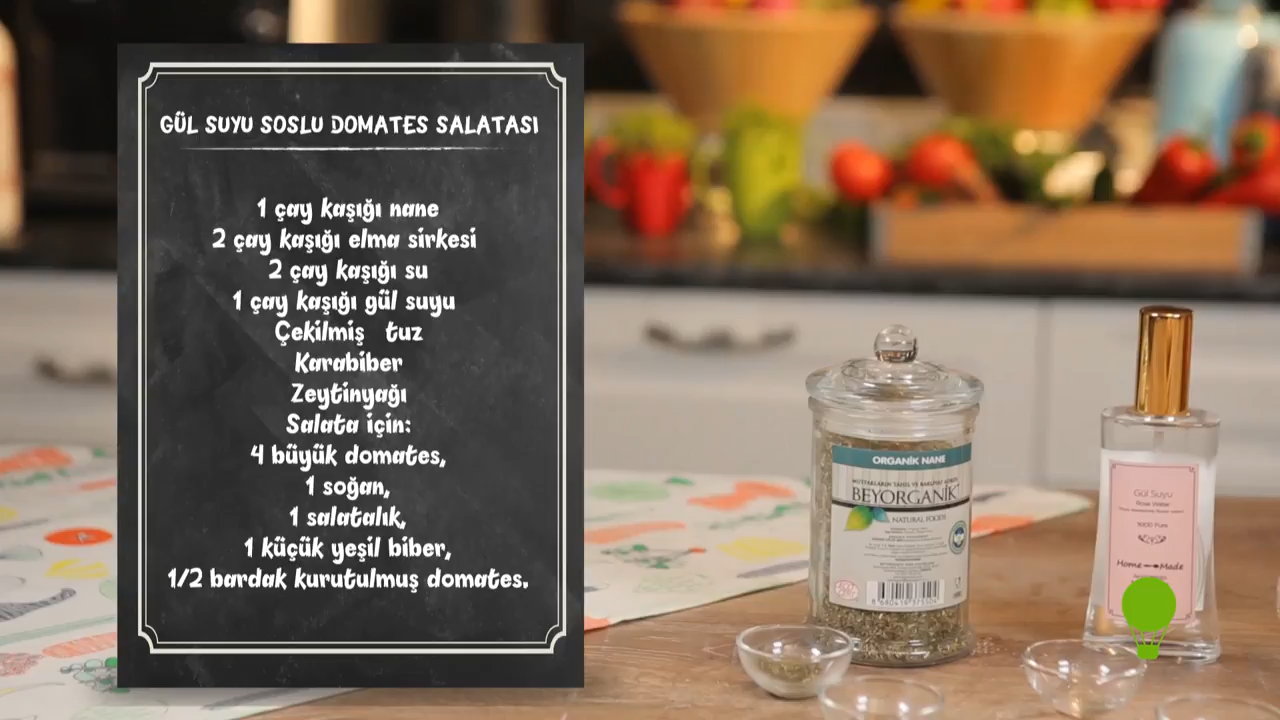 GÜL SUYU SOSLU DOMATES SALATASI
1 çay kaşığı nane
2 çay kaşığı elma sirkesi
2 çay kaşığı su
1 çay kaşığı gül suyu
Çekilmiş tuz
Karabiber
Zeytinyağı
Salata için:
4 büyük domates,
1 soğan,
1 salatalık,
1 küçük yeşil biber,
1/2 bardak kurutulmuş domates.
ORGANİK NANE
BEYORGANİK
NATURAL FOODS
Gül Suyu
Rose Water
Home Made